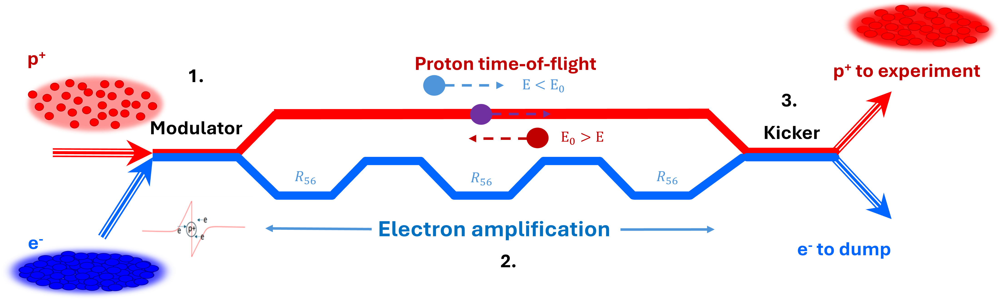 p⁺
1.
Modulator
Proton time-of-flight
E < E₀
E₀ > E
p⁺ to experiment
3.
Kicker
R₅₆
R₅₆
R₅₆
e
p+
e
e
Electron amplification
2.
e⁻
e⁻ to dump